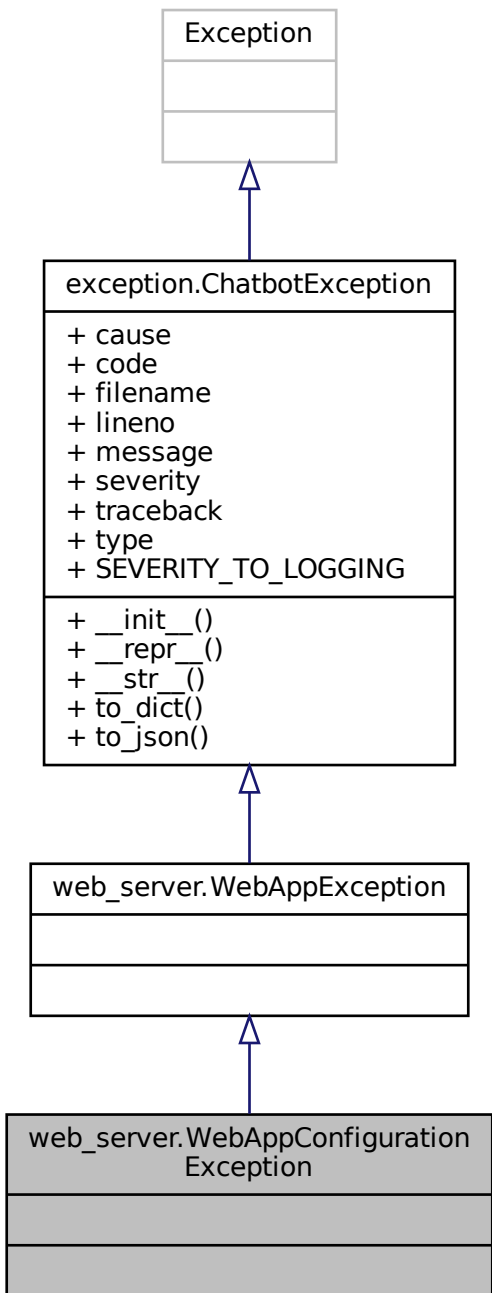 Exception
exception.ChatbotException
+ cause
+ code
+ filename
+ lineno
+ message
+ severity
+ traceback
+ type
+ SEVERITY_TO_LOGGING
+ __init__()
+ __repr__()
+ __str__()
+ to_dict()
+ to_json()
web_server.WebAppException
web_server.WebAppConfiguration
Exception